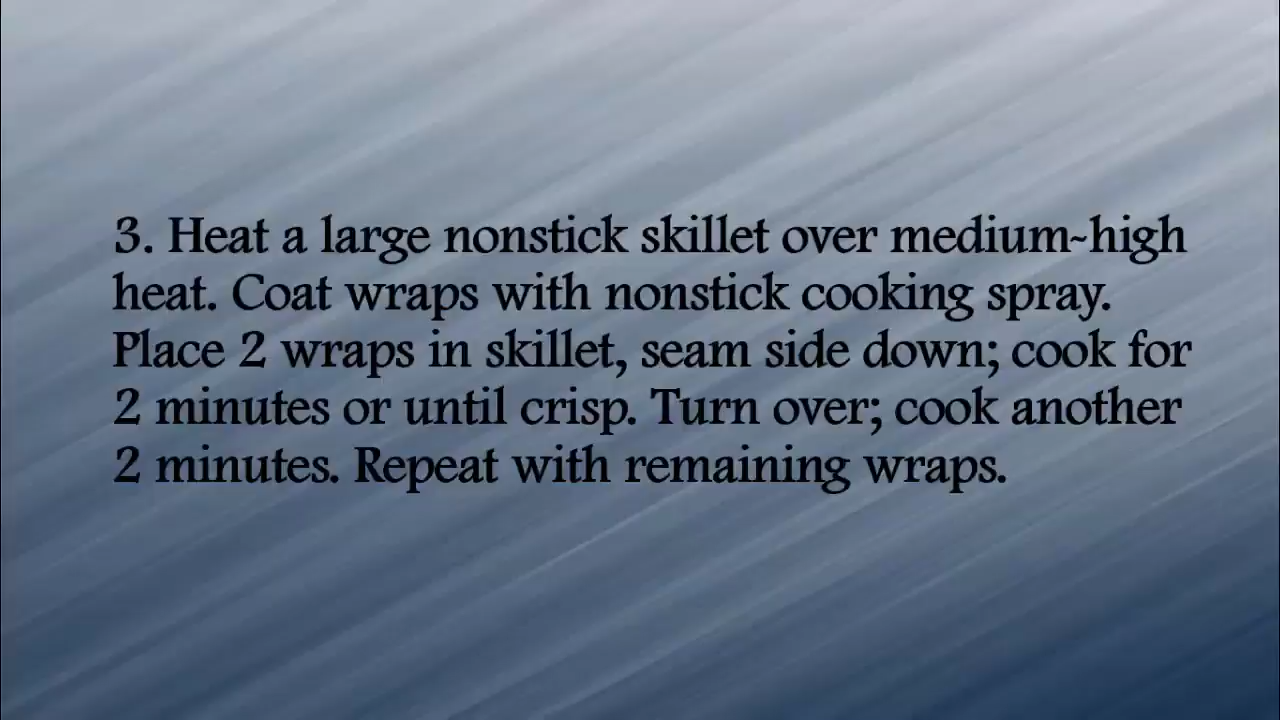 3. Heat a large nonstick skillet over medium-high
heat. Coat wraps with nonstick cooking spray.
Place 2 wraps in skillet, seam side down; cook for
2 minutes or until crisp. Turn over; cook another
2 minutes. Repeat with remaining wraps.